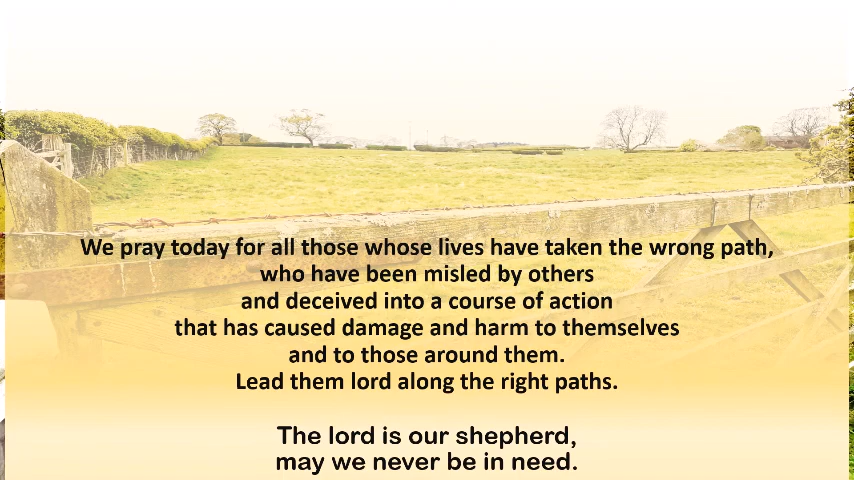 We pray today for all those whose lives have taken the wrong path,
who have been misled by others
and deceived into a course of action
that has caused damage and harm to themselves
and to those around them.
Lead them lord along the right paths.
The lord is our shepherd,
may we never be in need.